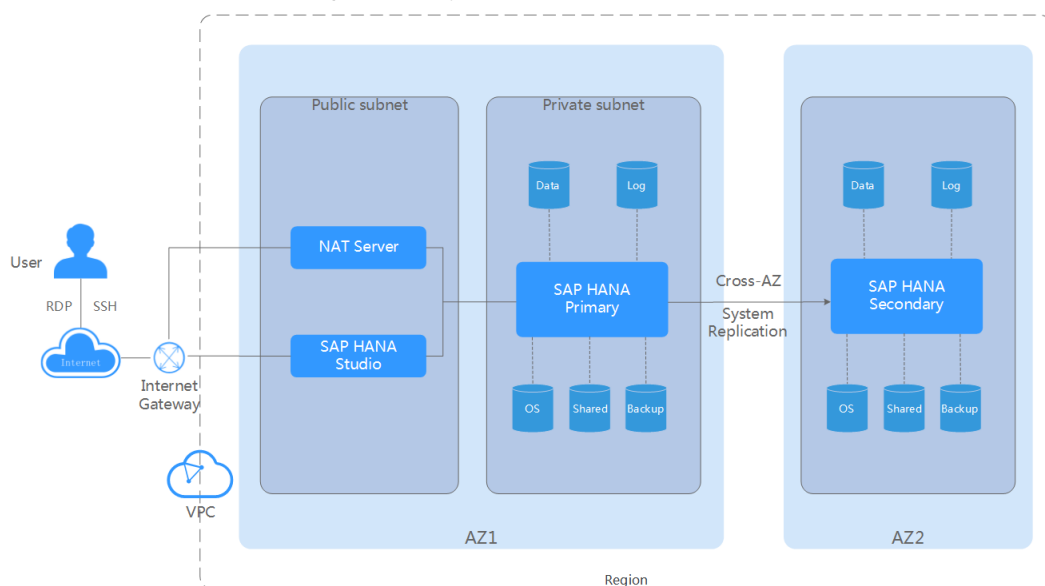 Public subnet
Private subnet
Data
Log
Data
Log
User
NAT Server
RDP
SSH
SAP HANA
Primary
Cross-AZ
System
Replication
SAP HANA
Secondary
Internet
SAP HANA
Studio
Internet
Gateway
OS
Shared
Backup
OS
Shared
Backup
VPC
AZ1
AZ2
Region